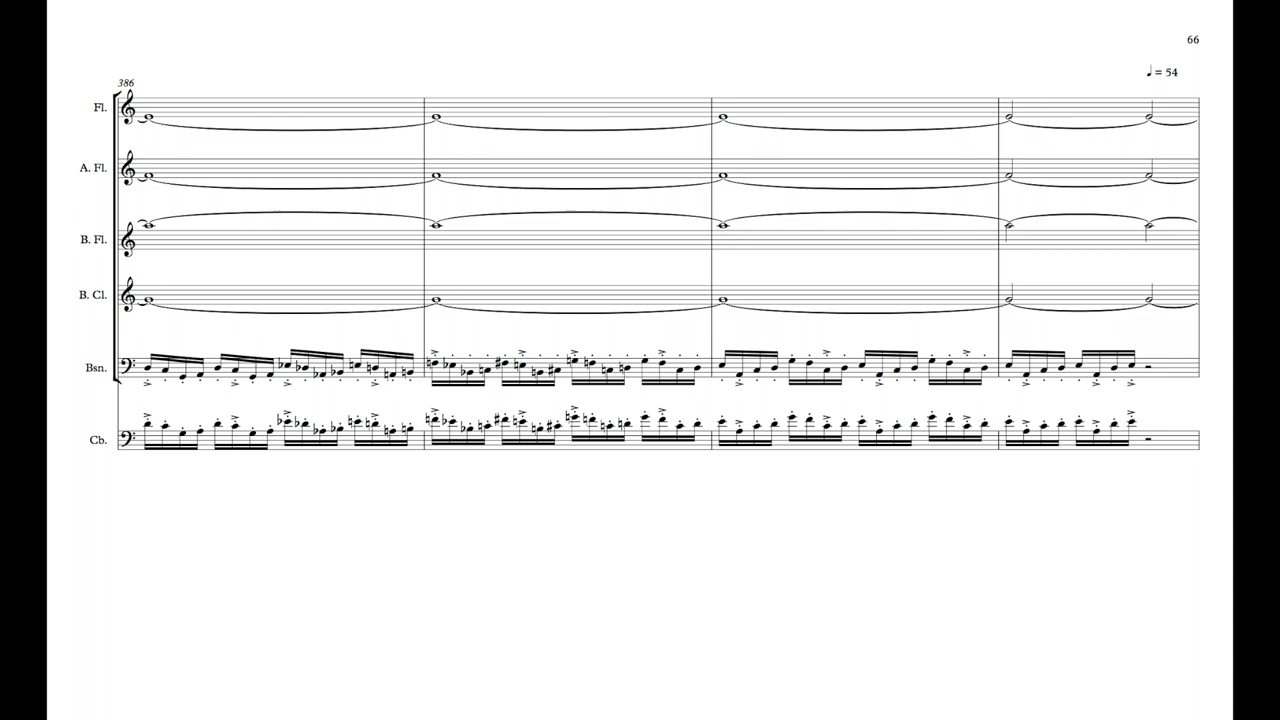 66
♩ = 54
386
Fl.
A. Fl.
B. Fl.
B. Cl.
Bsn.
Cb.